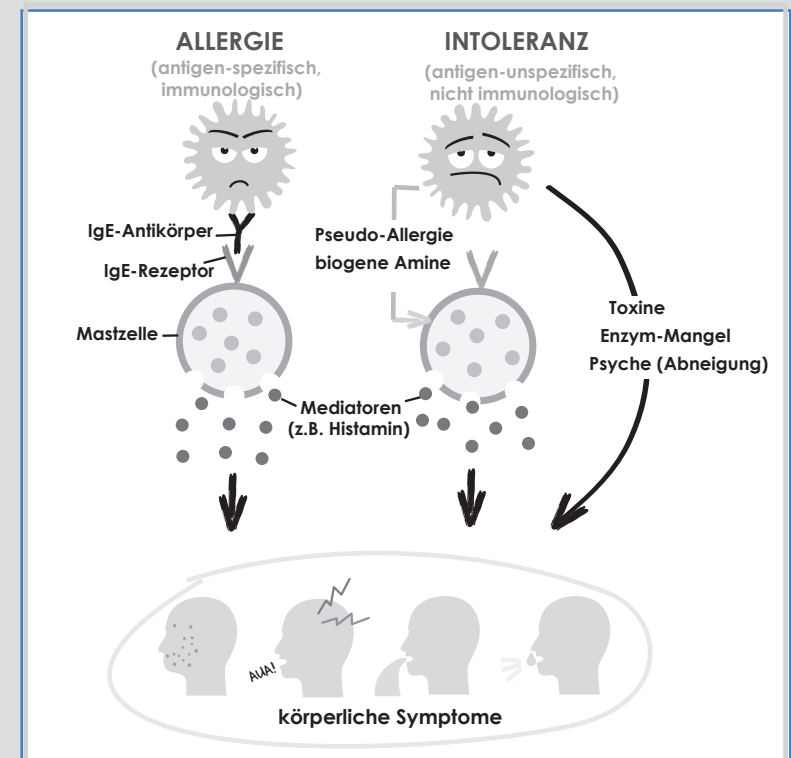 ALLERGIE
(antigen-spezifisch,
immunologisch)
INTOLERANZ
(antigen-unspezifisch,
nicht immunologisch)
IgE-Antikörper
IgE-Rezeptor
Mastzelle
Pseudo-Allergie
biogene Amine
Toxine
Enzym-Mangel
Psyche (Abneigung)
Mediatoren
(z.B. Histamin)
AUA!
körperliche Symptome